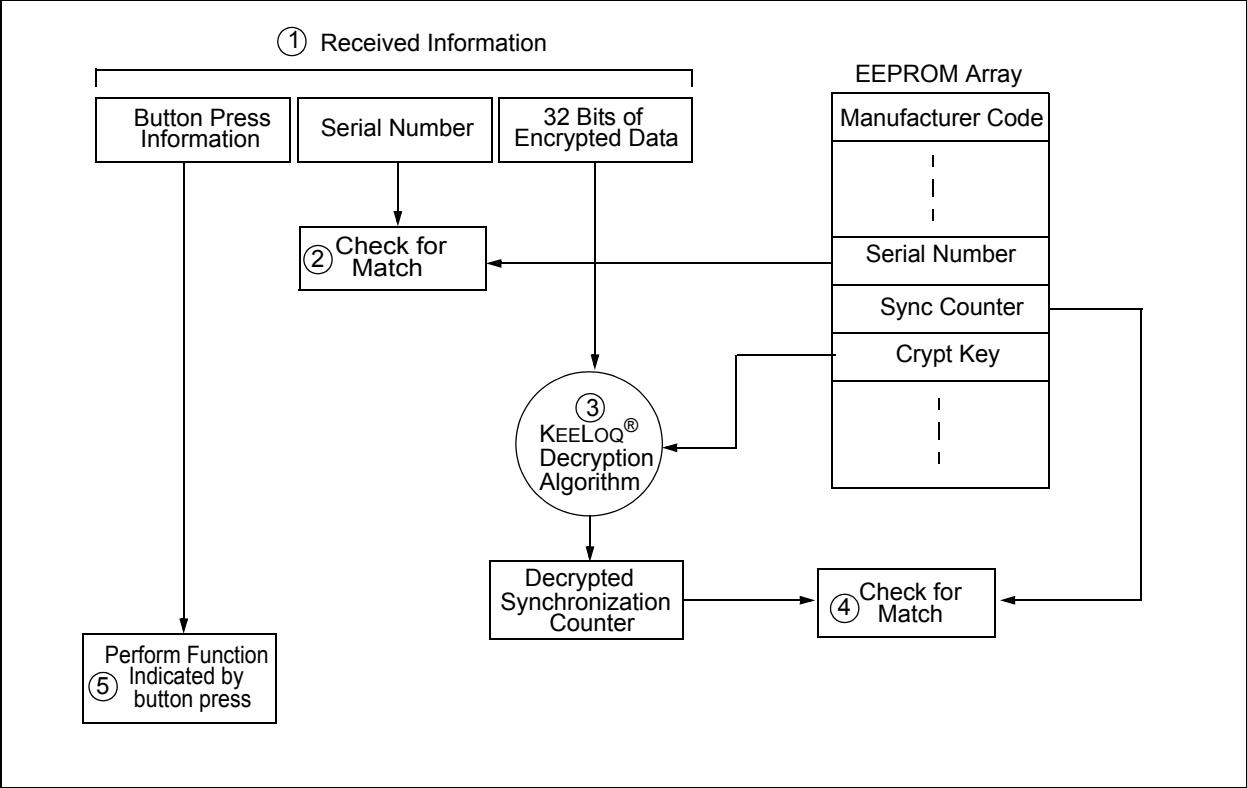 ① Received Information
Button Press
Information
Serial Number
32 Bits of
Encrypted Data
EEPROM Array
Manufacturer Code
Serial Number
Sync Counter
Crypt Key
② Check for
Match
③
KEELOQ®
Decryption
Algorithm
Decrypted
Synchronization
Counter
④ Check for
Match
Perform Function
⑤ Indicated by
button press